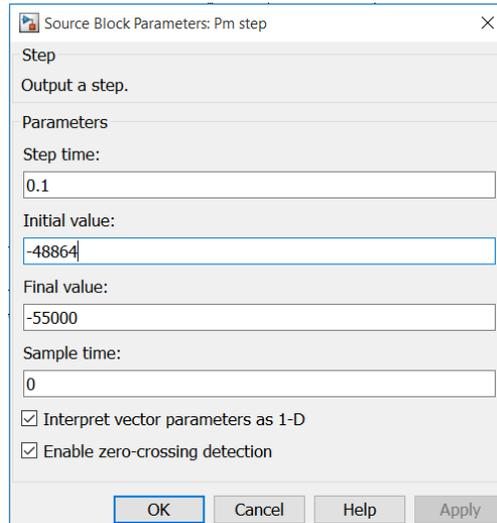 Source Block Parameters: Pm step
Step
Output a step.
Parameters
Step time:
0.1
Initial value:
-48864
Final value:
-55000
Sample time:
0
Interpret vector parameters as 1-D
Enable zero-crossing detection
OK Cancel Help Apply